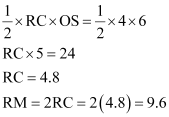 1/2 × RC × OS = 1/2 × 4 × 6
RC × 5 = 24
RC = 4.8
RM = 2RC = 2(4.8) = 9.6